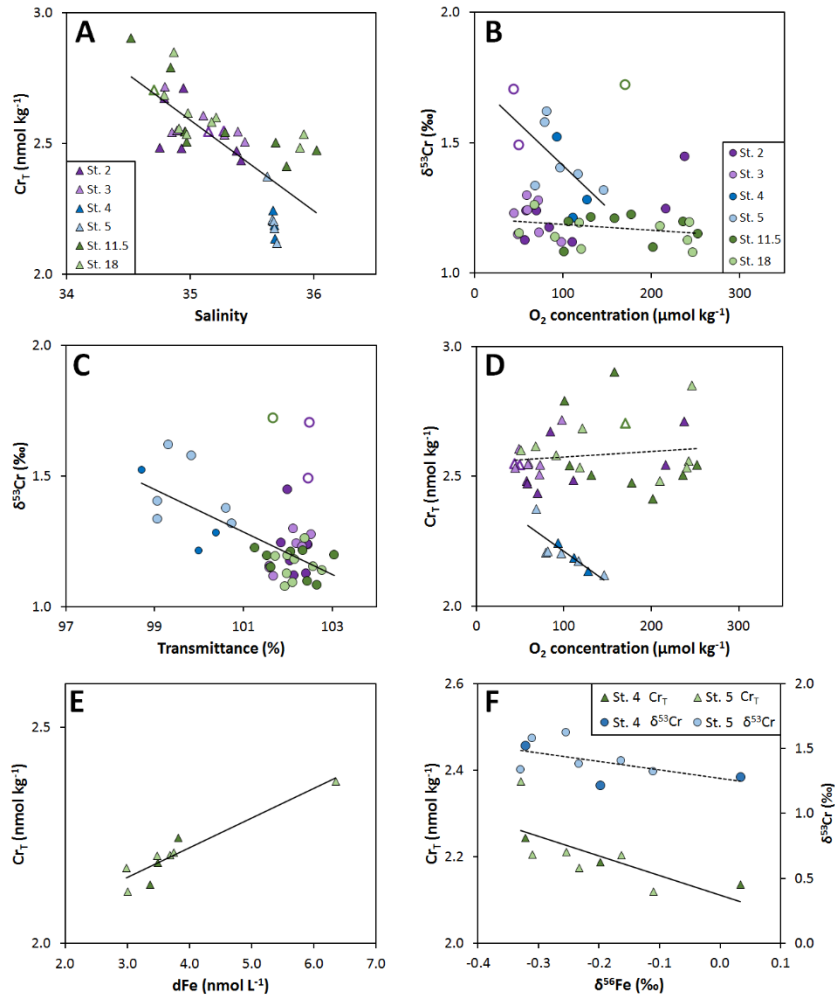 A
3.0
2.5
2.0
34
35
36
Cr_T (nmol kg⁻¹)
Salinity
St. 2
St. 3
St. 4
St. 5
St. 11.5
St. 18
B
2.0
1.5
1.0
0
100
200
300
δ⁵³Cr (‰)
O₂ concentration (µmol kg⁻¹)
St. 2
St. 3
St. 4
St. 5
St. 11.5
St. 18
C
2.0
1.5
1.0
97
99
101
103
δ⁵³Cr (‰)
Transmittance (%)
D
3.0
2.5
2.0
0
100
200
300
Cr_T (nmol kg⁻¹)
O₂ concentration (µmol kg⁻¹)
E
2.5
2.0
2.0
3.0
4.0
5.0
6.0
7.0
Cr_T (nmol kg⁻¹)
dFe (nmol L⁻¹)
F
St. 4 Cr_T
St. 5 Cr_T
St. 4 δ⁵³Cr
St. 5 δ⁵³Cr
2.6
2.4
2.2
2.0
2.0
1.5
1.0
0.5
0.0
-0.4
-0.3
-0.2
-0.1
0.0
0.1
Cr_T (nmol kg⁻¹)
δ⁵³Cr (‰)
δ⁵⁶Fe (‰)